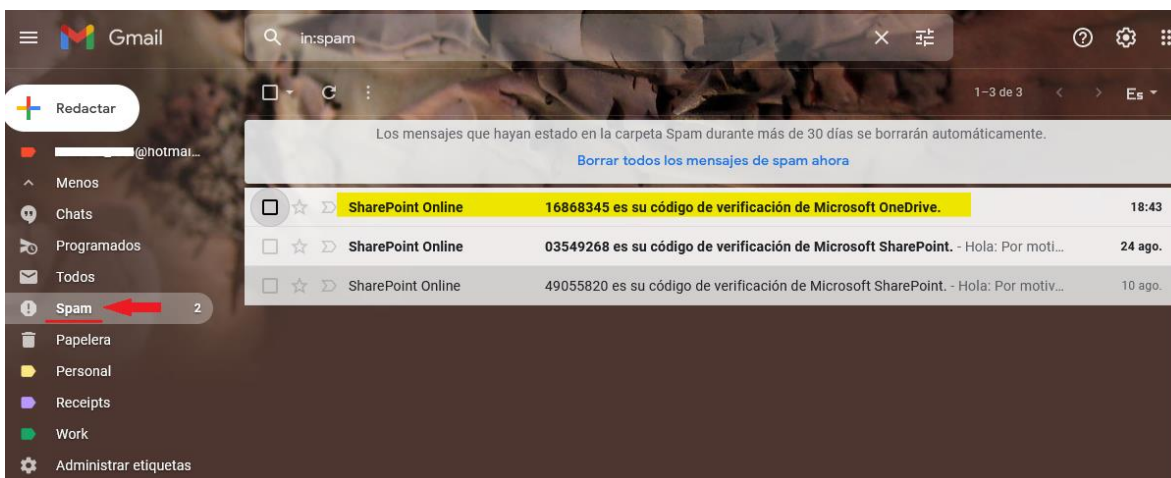 Gmail
in:spam
Redactar
1–3 de 3
Es
Los mensajes que hayan estado en la carpeta Spam durante más de 30 días se borrarán automáticamente.
Borrar todos los mensajes de spam ahora
@hotmai...
Menos
Chats
Programados
Todos
Spam 2
Papelera
Personal
Receipts
Work
Administrar etiquetas
SharePoint Online 16868345 es su código de verificación de Microsoft OneDrive. 18:43
SharePoint Online 03549268 es su código de verificación de Microsoft SharePoint. - Hola: Por moti... 24 ago.
SharePoint Online 49055820 es su código de verificación de Microsoft SharePoint. - Hola: Por motiv... 10 ago.